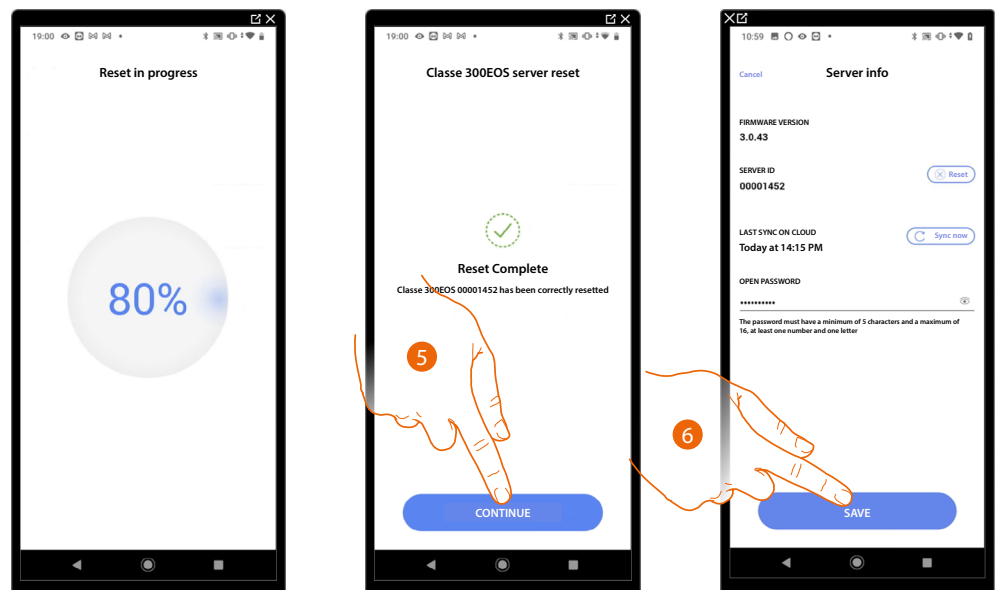 19:00
Reset in progress
80%
19:00
Classe 300EOS server reset
Reset Complete
Classe 300EOS 00001452 has been correctly resetted
5
CONTINUE
10:59
Cancel
Server info
FIRMWARE VERSION
3.0.43
SERVER ID
00001452
Reset
LAST SYNC ON CLOUD
Today at 14:15 PM
Sync now
OPEN PASSWORD
••••••••••
The password must have a minimum of 5 characters and a maximum of
16, at least one number and one letter
6
SAVE